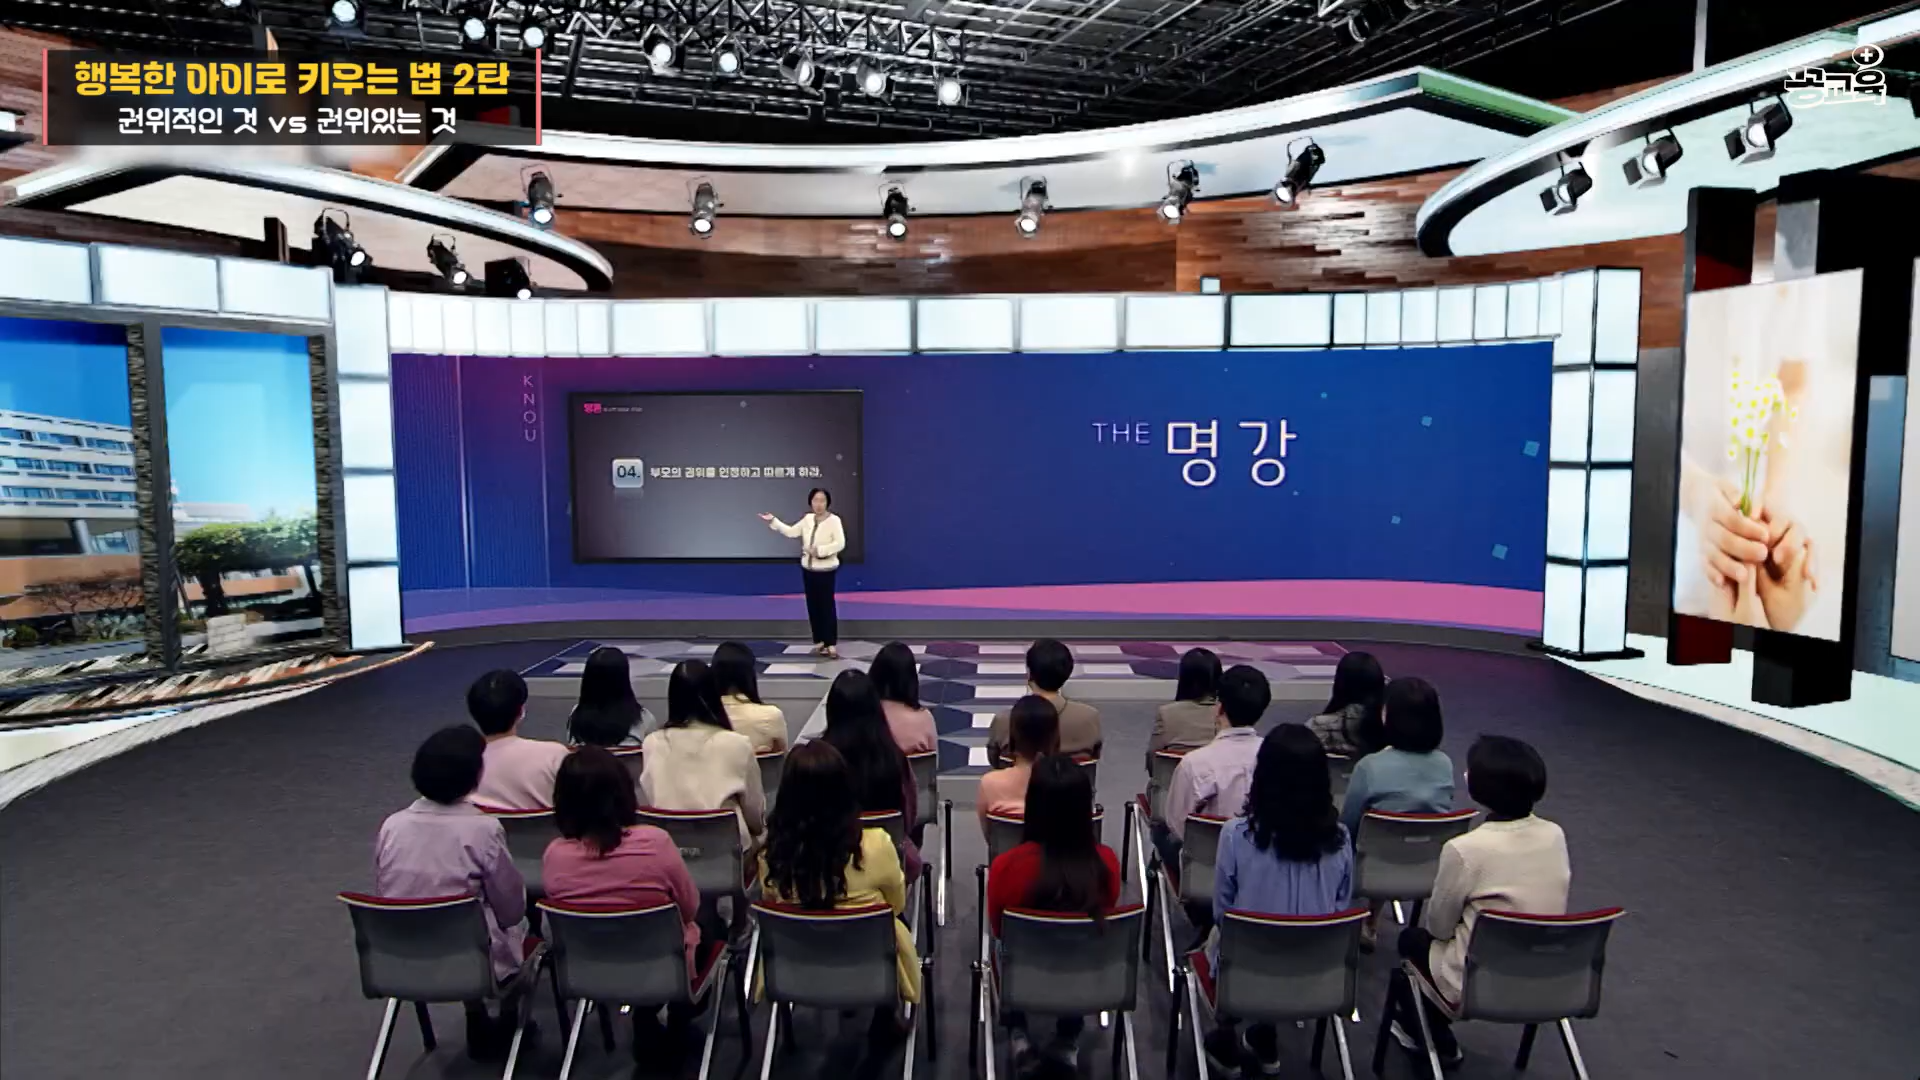 행복한 아이로 키우는 법 2탄
권위적인 것 vs 권위있는 것
공교육
KNOU
04. 부모의 권위를 인정하고 따르게 하라.
THE 명강